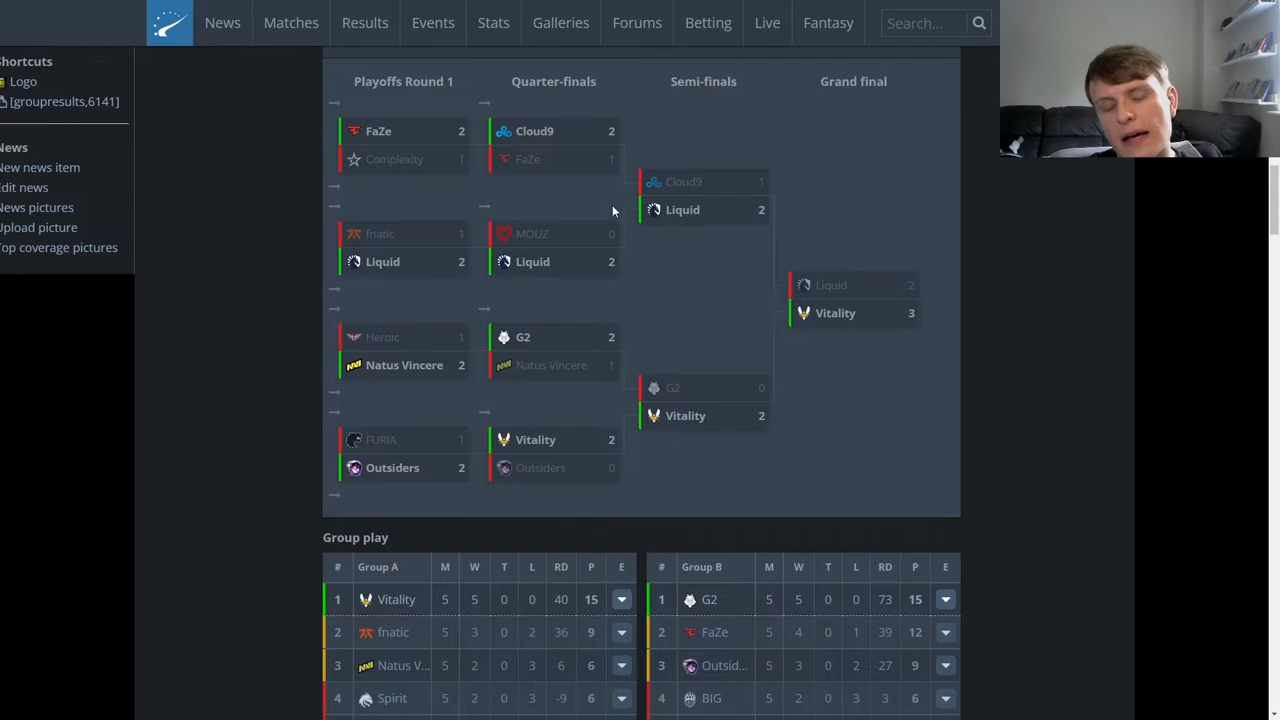 News Matches Results Events Stats Galleries Forums Betting Live Fantasy Search...
Shortcuts
Logo
[groupresults,6141]
News
New news item
Edit news
News pictures
Upload picture
Top coverage pictures
Playoffs Round 1 Quarter-finals Semi-finals Grand final
FaZe 2 Cloud9 2
Complexity 1 FaZe 1
Cloud9 1
Liquid 2
fnatic 1 MOUZ 0
Liquid 2 Liquid 2
Liquid 2
Vitality 3
Heroic 1 G2 2
Natus Vincere 2 Natus Vincere 1
G2 0
Vitality 2
FURIA 1 Vitality 2
Outsiders 2 Outsiders 0
Group play
# Group A M W T L RD P E # Group B M W T L RD P E
1 Vitality 5 5 0 0 40 15 1 G2 5 5 0 0 73 15
2 fnatic 5 3 0 2 36 9 2 FaZe 5 4 0 1 39 12
3 Natus V... 5 2 0 3 6 6 3 Outsid... 5 3 0 2 27 9
4 Spirit 5 2 0 3 -9 6 4 BIG 5 2 0 3 3 6